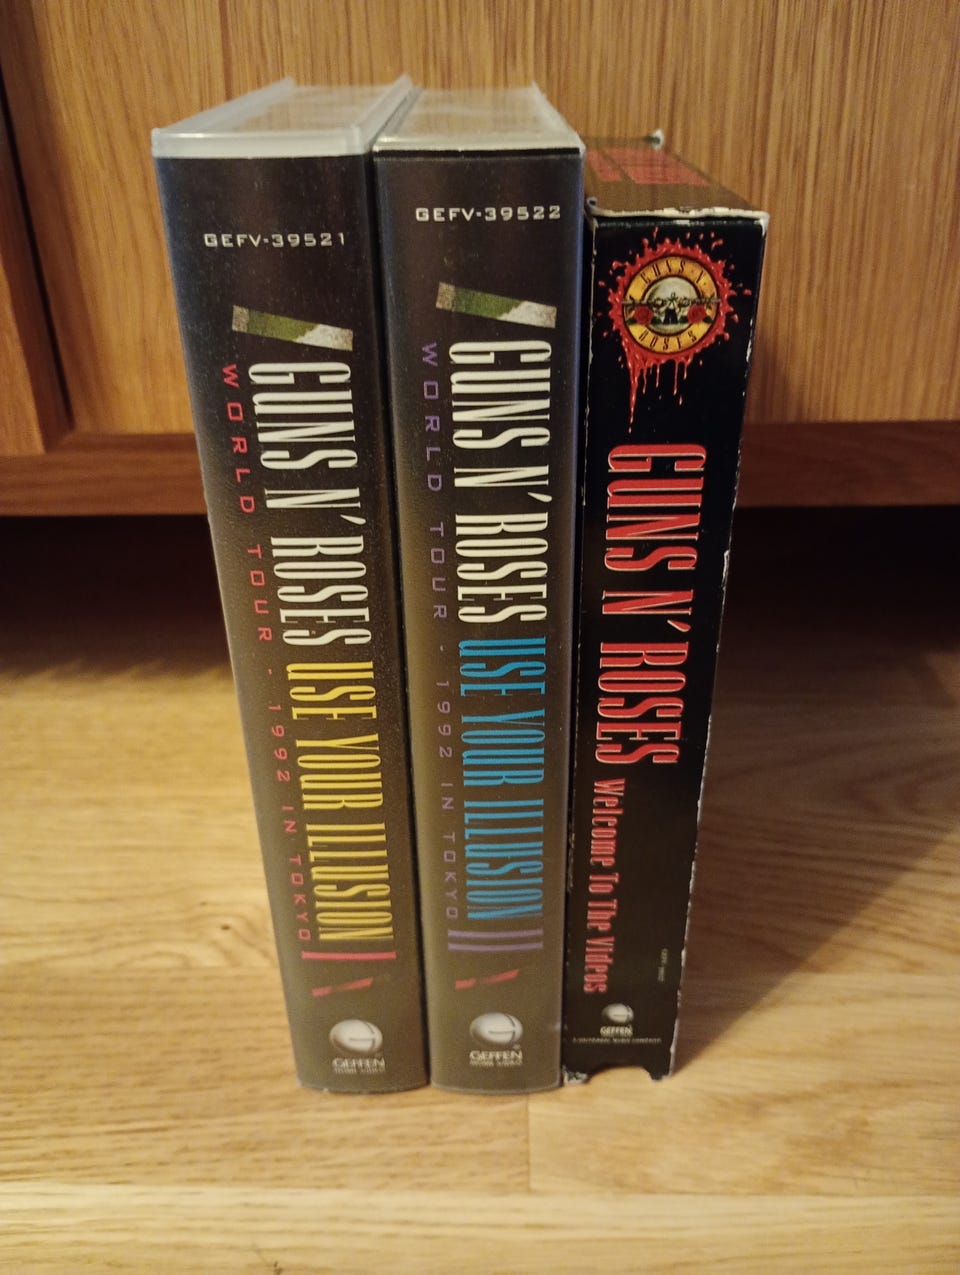 GEFV-39521
GUNS N' ROSES USE YOUR ILLUSION I
WORLD TOUR - 1992 IN TOKYO
GEFFEN
GEFV-39522
GUNS N' ROSES USE YOUR ILLUSION II
WORLD TOUR - 1992 IN TOKYO
GEFFEN
GUNS N' ROSES
GUNS N' ROSES Welcome To The Videos
GEFFEN